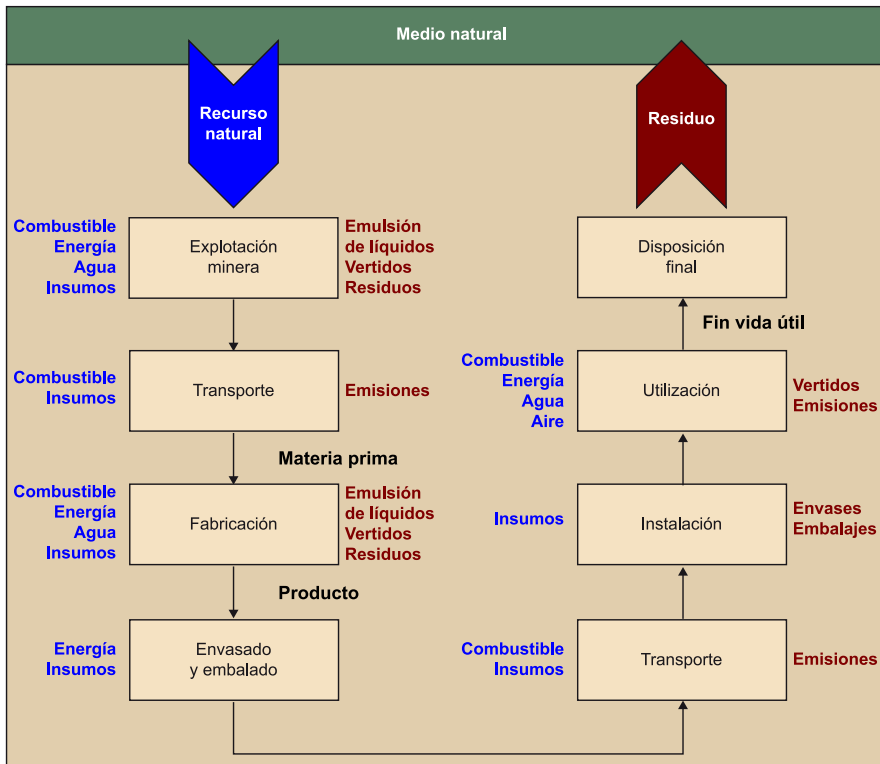 Medio natural
Recurso
natural
Residuo
Combustible
Energía
Agua
Insumos
Explotación
minera
Emulsión
de líquidos
Vertidos
Residuos
Combustible
Insumos
Transporte
Emisiones
Materia prima
Combustible
Energía
Agua
Insumos
Fabricación
Emulsión
de líquidos
Vertidos
Residuos
Producto
Energía
Insumos
Envasado
y embalado
Combustible
Insumos
Transporte
Emisiones
Insumos
Instalación
Envases
Embalajes
Combustible
Energía
Agua
Aire
Utilización
Vertidos
Emisiones
Fin vida útil
Disposición
final